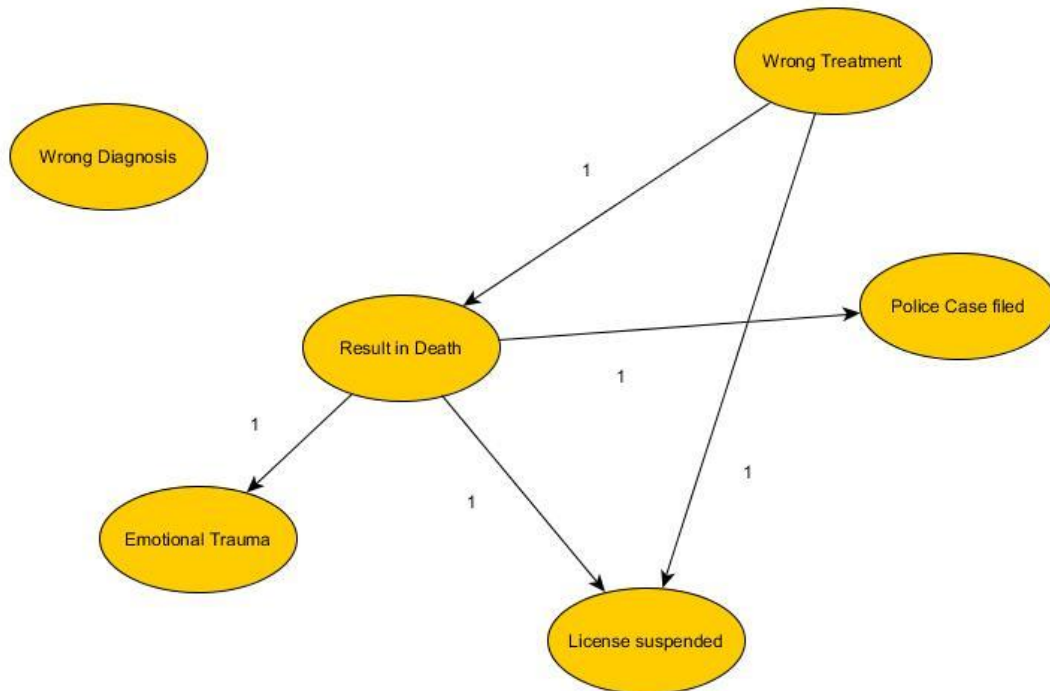 Wrong Treatment
Wrong Diagnosis
1
Police Case filed
Result in Death
1
1
1
1
Emotional Trauma
License suspended